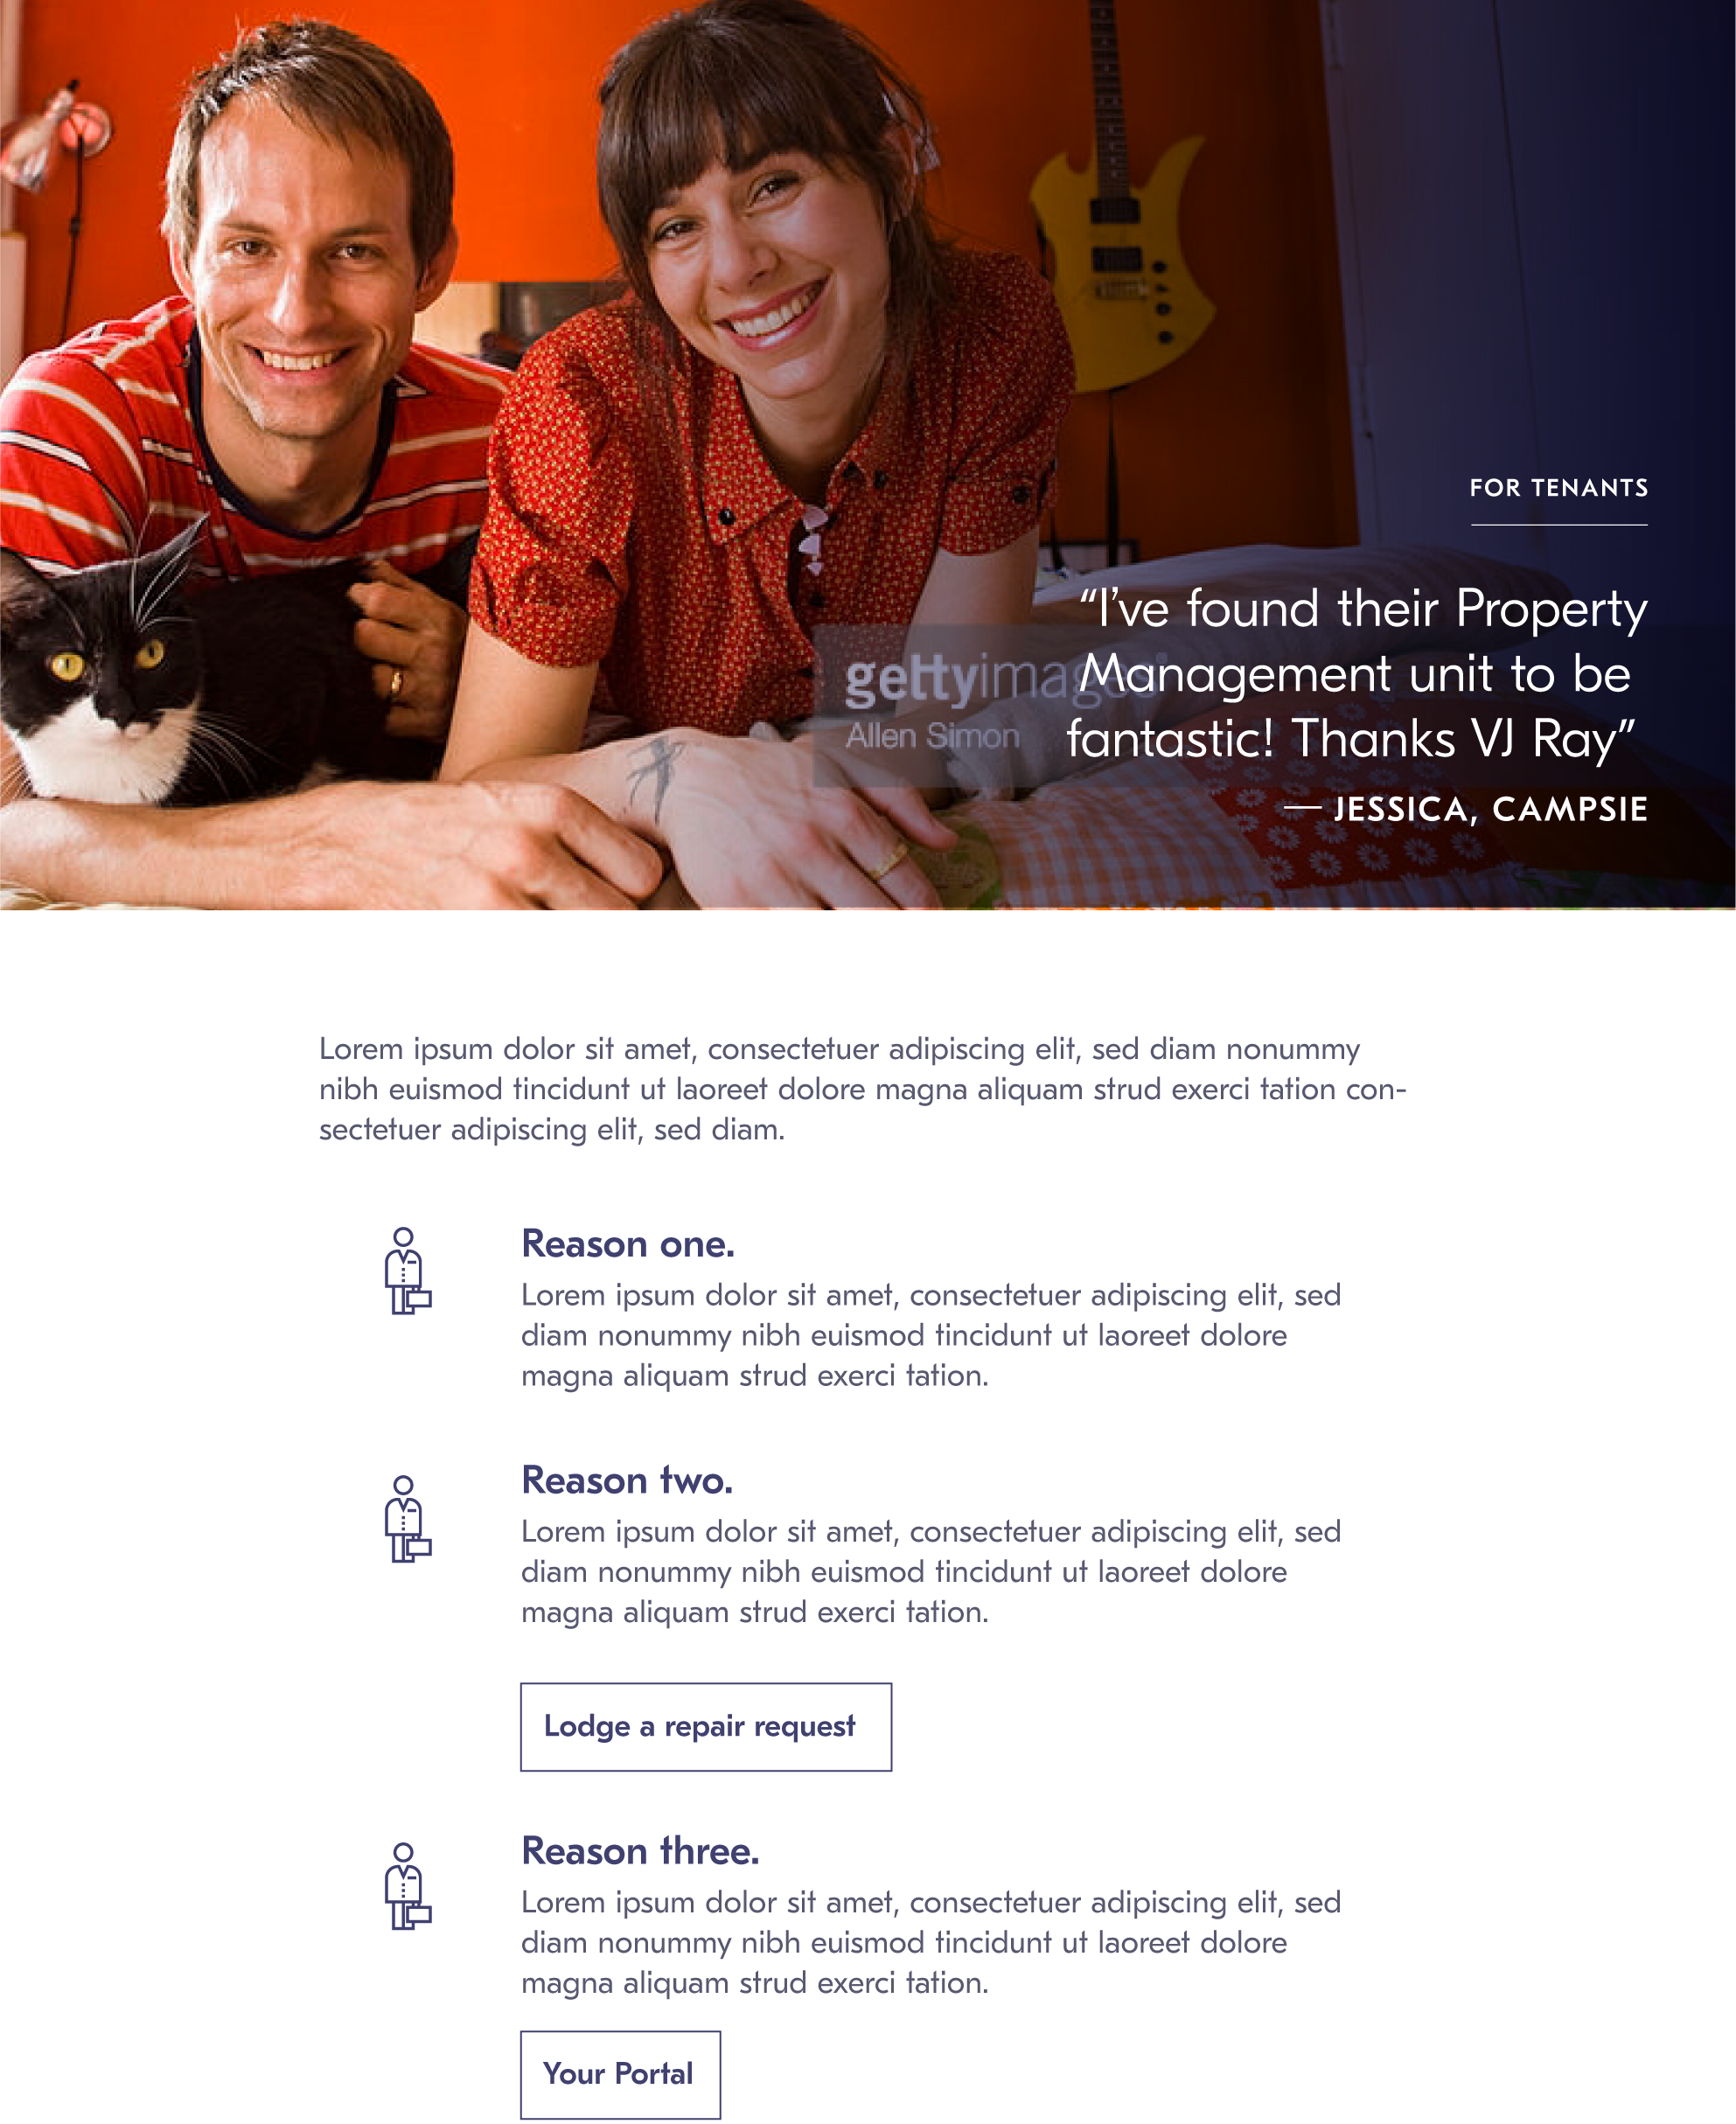 FOR TENANTS
“I’ve found their Property
Management unit to be
fantastic! Thanks VJ Ray”
— JESSICA, CAMPSIE
gettyimages
Allen Simon
Lorem ipsum dolor sit amet, consectetuer adipiscing elit, sed diam nonummy
nibh euismod tincidunt ut laoreet dolore magna aliquam strud exerci tation con-
sectetuer adipiscing elit, sed diam.
Reason one.
Lorem ipsum dolor sit amet, consectetuer adipiscing elit, sed
diam nonummy nibh euismod tincidunt ut laoreet dolore
magna aliquam strud exerci tation.
Reason two.
Lorem ipsum dolor sit amet, consectetuer adipiscing elit, sed
diam nonummy nibh euismod tincidunt ut laoreet dolore
magna aliquam strud exerci tation.
Lodge a repair request
Reason three.
Lorem ipsum dolor sit amet, consectetuer adipiscing elit, sed
diam nonummy nibh euismod tincidunt ut laoreet dolore
magna aliquam strud exerci tation.
Your Portal